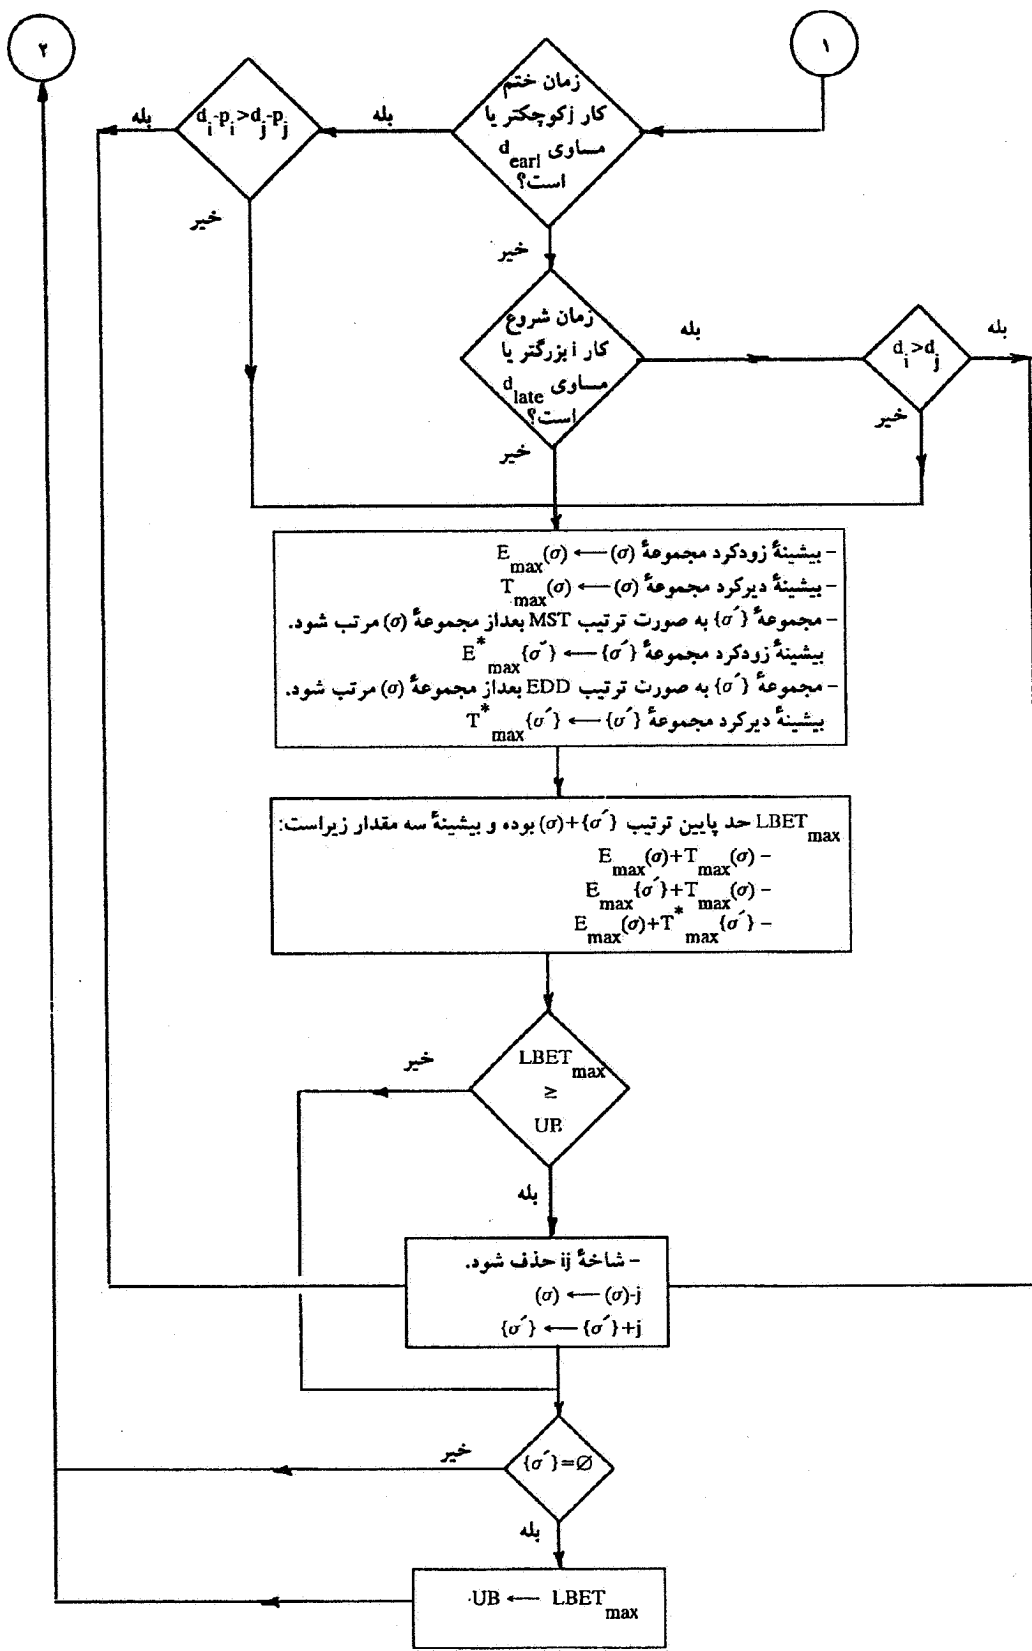 ۲
۱
زمان ختم
کار j کوچکتر یا
مساوی d_earl
است؟
بله
d_i-p_i>d_j-p_j
بله
خیر
خیر
زمان شروع
کار i بزرگتر یا
مساوی d_late
است؟
بله
d_i>d_j
بله
خیر
خیر
- بیشینهٔ زودکرد مجموعهٔ (σ) ⟵ E_max(σ)
- بیشینهٔ دیرکرد مجموعهٔ (σ) ⟵ T_max(σ)
- مجموعهٔ {σ´} به صورت ترتیب MST بعداز مجموعهٔ (σ) مرتب شود.
بیشینهٔ زودکرد مجموعهٔ {σ´} ⟵ E*_max{σ´}
- مجموعهٔ {σ´} به صورت ترتیب EDD بعداز مجموعهٔ (σ) مرتب شود.
بیشینهٔ دیرکرد مجموعهٔ {σ´} ⟵ T*_max{σ´}
LBET_max حد پایین ترتیب (σ)+{σ´} بوده و بیشینهٔ سه مقدار زیراست:
- E_max(σ)+T_max(σ)
- E_max{σ´}+T_max(σ)
- E_max(σ)+T*_max{σ´}
LBET_max
≥
UB
خیر
بله
- شاخهٔ ij حذف شود.
(σ) ⟵ (σ)-j
{σ´} ⟵ {σ´}+j
{σ´}=∅
خیر
بله
UB ⟵ LBET_max